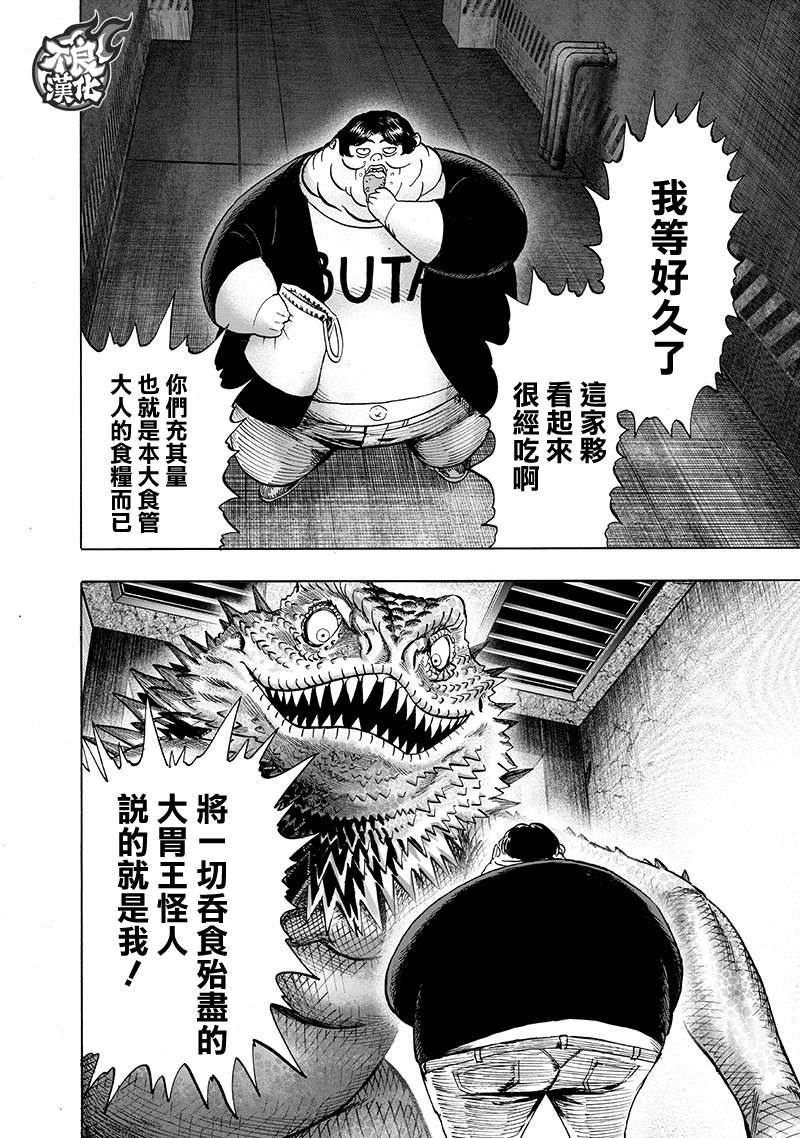 我等好久了
這家夥
看起來
很經吃啊
你們充其量
也就是本大食管
大人的食糧而已
BUTA
將一切吞食殆盡的
大胃王怪人
說的就是我！
不良
漢化